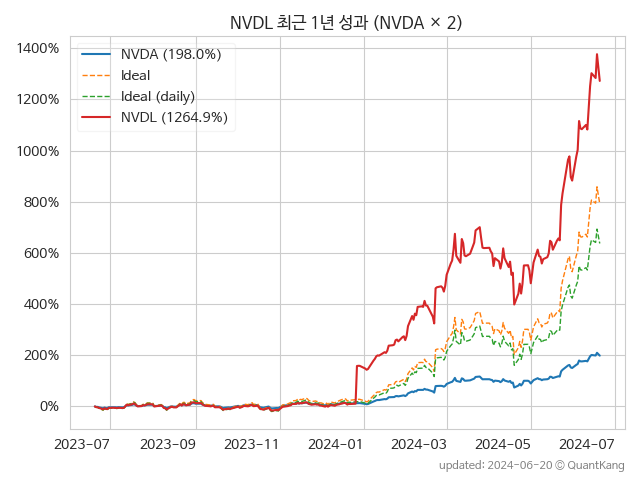 NVDL 최근 1년 성과 (NVDA × 2)
1400%
1200%
1000%
800%
600%
400%
200%
0%
NVDA (198.0%)
Ideal
Ideal (daily)
NVDL (1264.9%)
2023-07 2023-09 2023-11 2024-01 2024-03 2024-05 2024-07
updated: 2024-06-20 © QuantKang